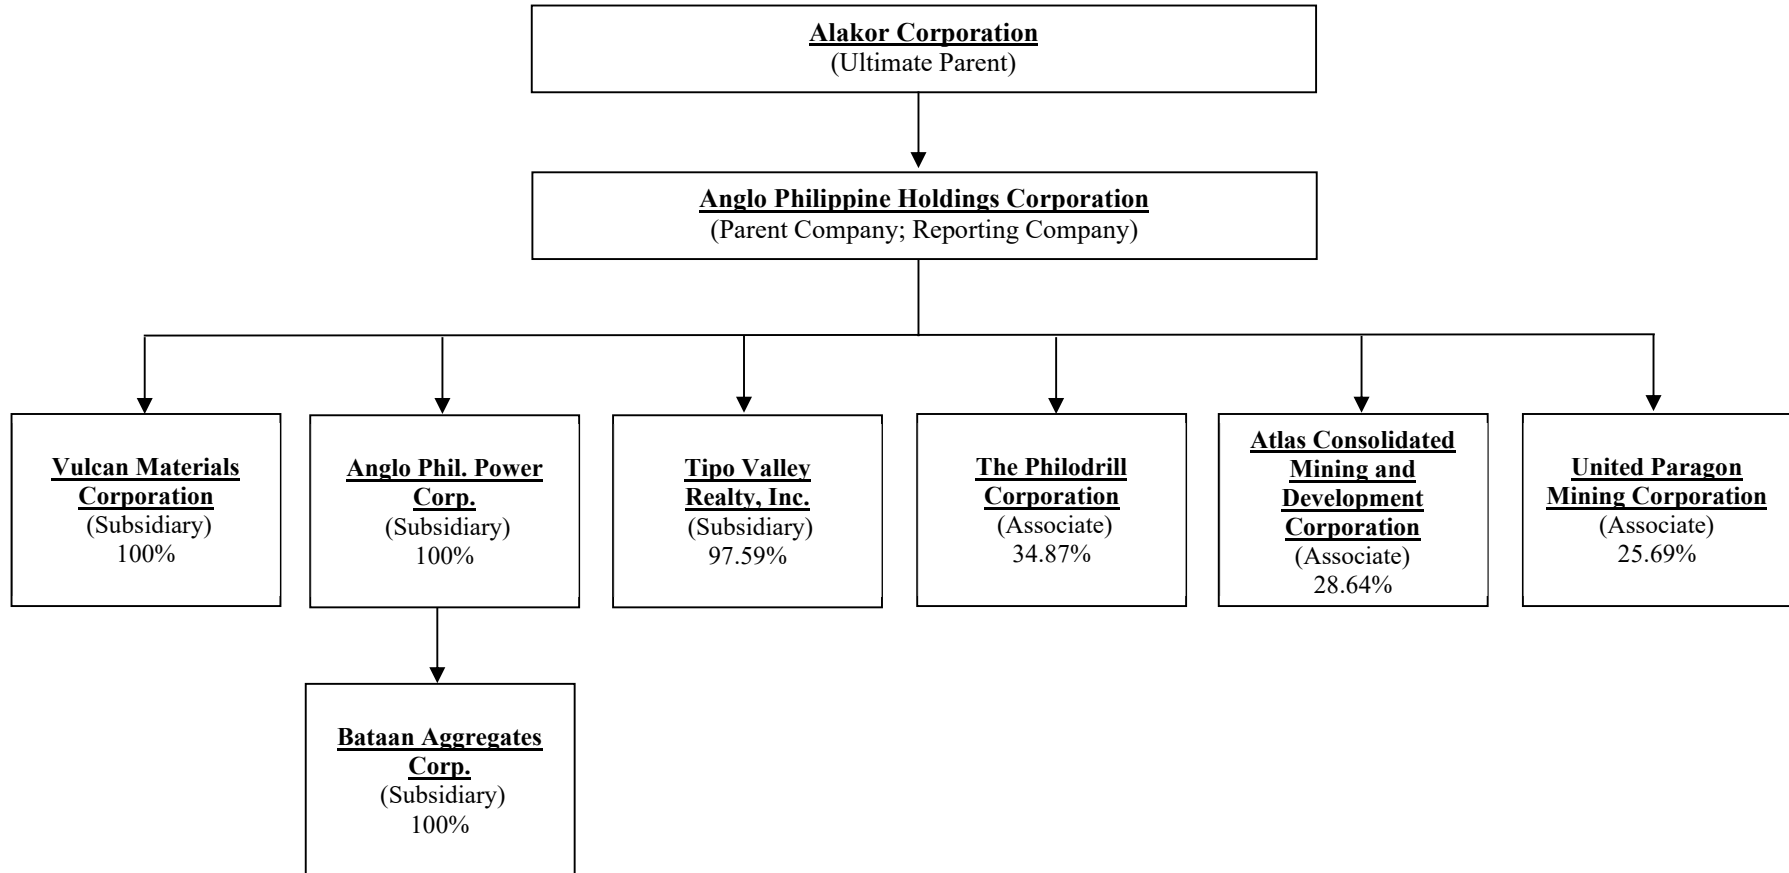 Alakor Corporation
(Ultimate Parent)
Anglo Philippine Holdings Corporation
(Parent Company; Reporting Company)
Vulcan Materials
Corporation
(Subsidiary)
100%
Anglo Phil. Power
Corp.
(Subsidiary)
100%
Tipo Valley
Realty, Inc.
(Subsidiary)
97.59%
The Philodrill
Corporation
(Associate)
34.87%
Atlas Consolidated
Mining and
Development
Corporation
(Associate)
28.64%
United Paragon
Mining Corporation
(Associate)
25.69%
Bataan Aggregates
Corp.
(Subsidiary)
100%